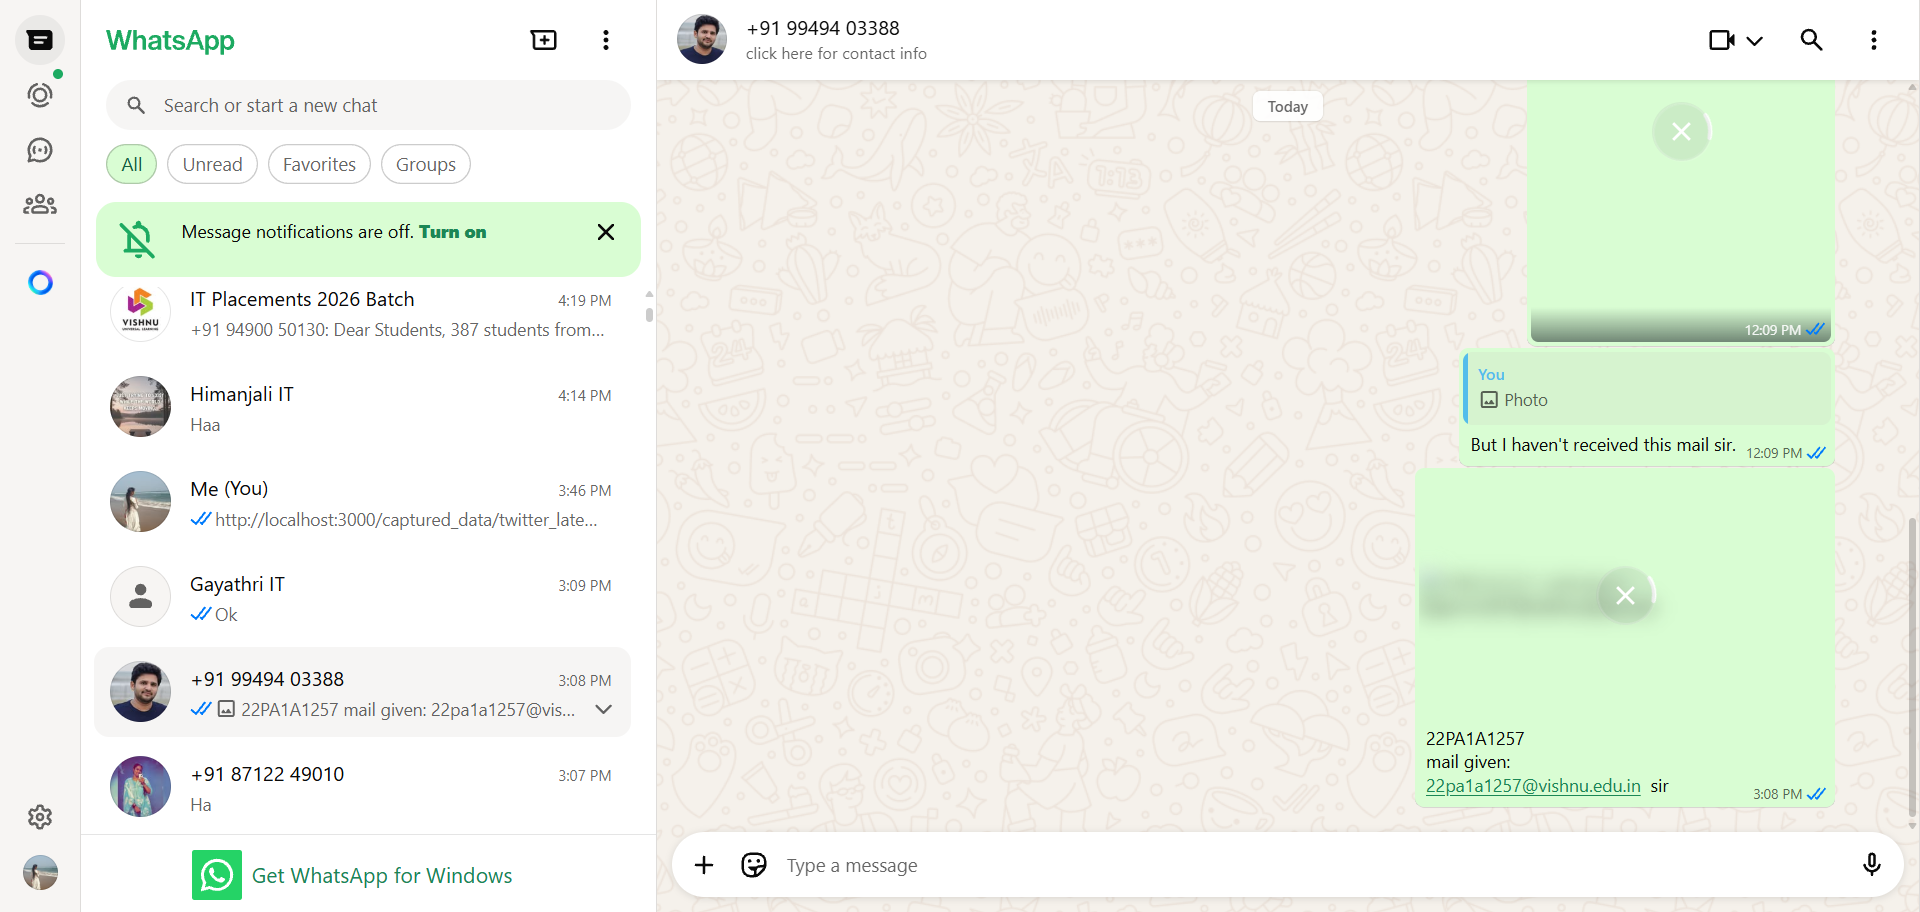 WhatsApp
Search or start a new chat
All
Unread
Favorites
Groups
Message notifications are off. Turn on
VISHNU
UNIVERSAL LEARNING
IT Placements 2026 Batch
4:19 PM
+91 94900 50130: Dear Students, 387 students from...
Himanjali IT
4:14 PM
Haa
Me (You)
3:46 PM
http://localhost:3000/captured_data/twitter_late...
Gayathri IT
3:09 PM
Ok
+91 99494 03388
3:08 PM
22PA1A1257 mail given: 22pa1a1257@vis...
+91 87122 49010
3:07 PM
Ha
Get WhatsApp for Windows
+91 99494 03388
click here for contact info
Today
12:09 PM
You
Photo
But I haven't received this mail sir.
12:09 PM
22PA1A1257
mail given:
22pa1a1257@vishnu.edu.in sir
3:08 PM
Type a message